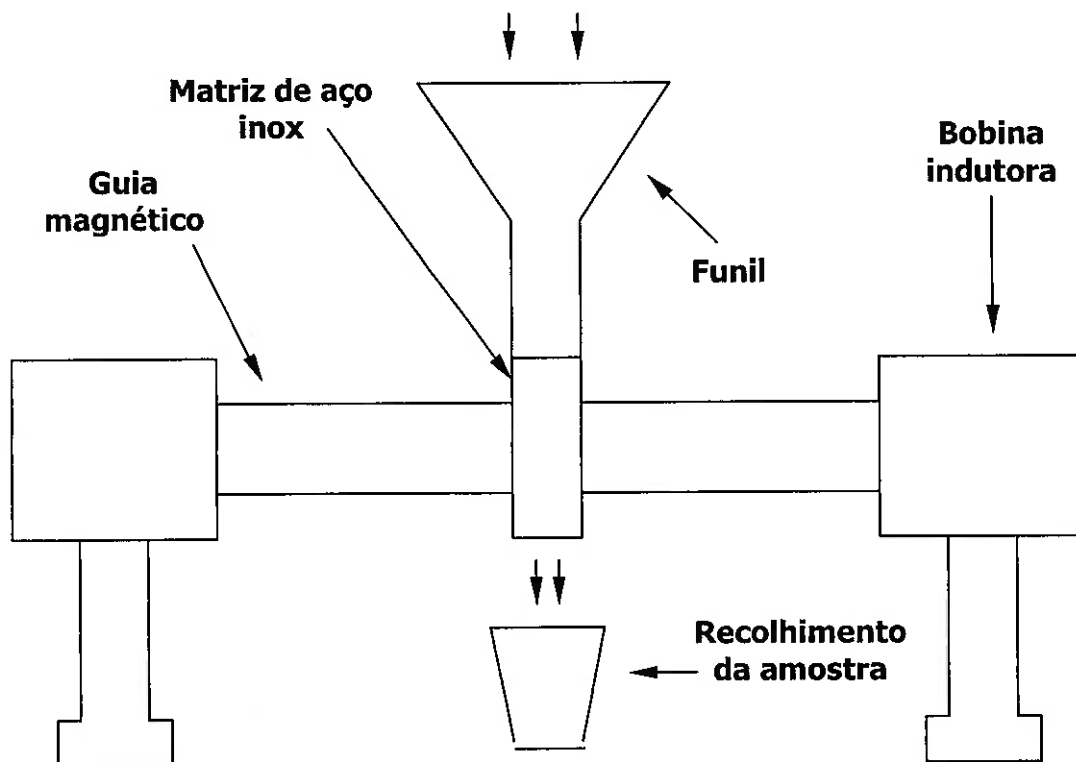 Matriz de aço
inox
Bobina
indutora
Guia
magnético
Funil
Recolhimento
da amostra